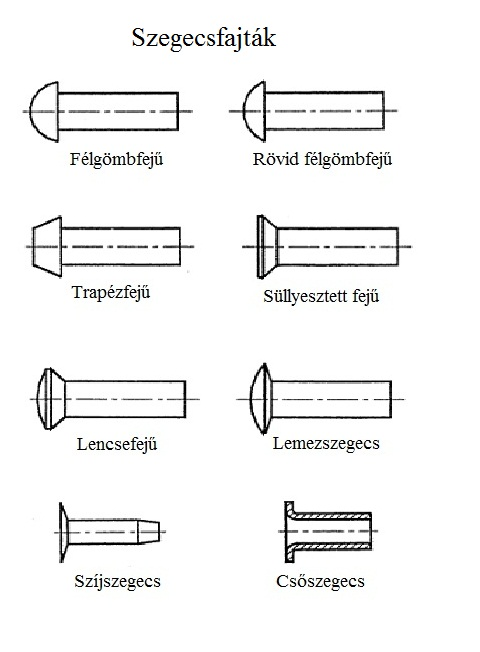 Szegecsfajták
Félgömbfejű
Rövid félgömbfejű
Trapézfejű
Süllyesztett fejű
Lencsefejű
Lemezszegecs
Szíjszegecs
Csőszegecs